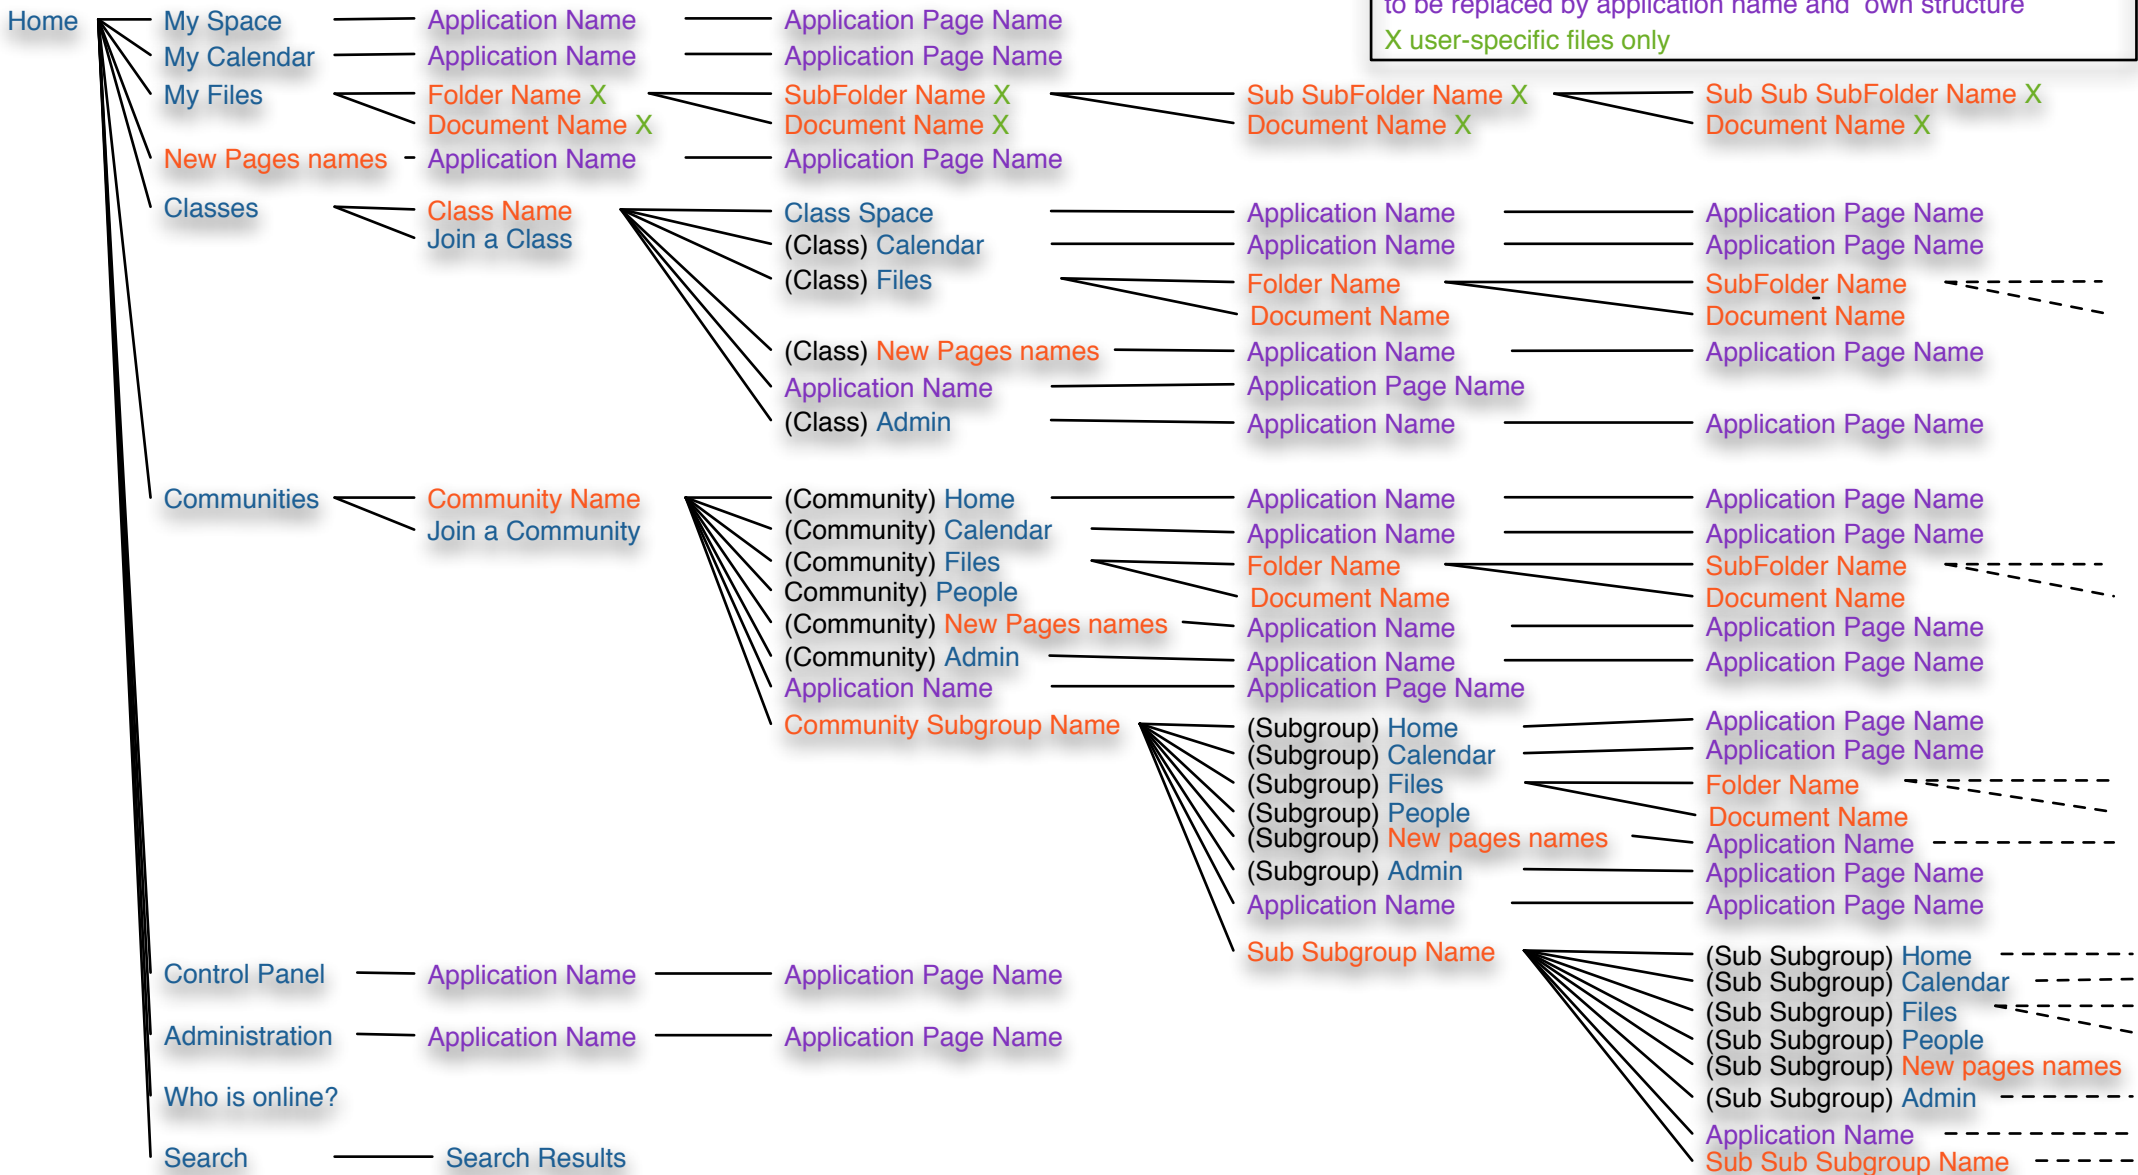 to be replaced by application name and own structure
X user-specific files only
Home My Space Application Name Application Page Name
My Calendar Application Name Application Page Name
My Files Folder Name X SubFolder Name X Sub SubFolder Name X Sub Sub SubFolder Name X
Document Name X Document Name X Document Name X Document Name X
New Pages names Application Name Application Page Name
Classes Class Name Class Space Application Name Application Page Name
Join a Class (Class) Calendar Application Name Application Page Name
(Class) Files Folder Name SubFolder Name
Document Name Document Name
(Class) New Pages names Application Name Application Page Name
Application Name Application Page Name
(Class) Admin Application Name Application Page Name
Communities Community Name (Community) Home Application Name Application Page Name
Join a Community (Community) Calendar Application Name Application Page Name
(Community) Files Folder Name SubFolder Name
Community) People Document Name Document Name
(Community) New Pages names Application Name Application Page Name
(Community) Admin Application Name Application Page Name
Application Name Application Page Name
Community Subgroup Name (Subgroup) Home Application Page Name
(Subgroup) Calendar Application Page Name
(Subgroup) Files Folder Name
(Subgroup) People Document Name
(Subgroup) New pages names Application Name
(Subgroup) Admin Application Page Name
Application Name Application Page Name
Sub Subgroup Name (Sub Subgroup) Home
Control Panel Application Name Application Page Name (Sub Subgroup) Calendar
(Sub Subgroup) Files
Administration Application Name Application Page Name (Sub Subgroup) People
(Sub Subgroup) New pages names
Who is online? (Sub Subgroup) Admin
Application Name
Search Search Results Sub Sub Subgroup Name